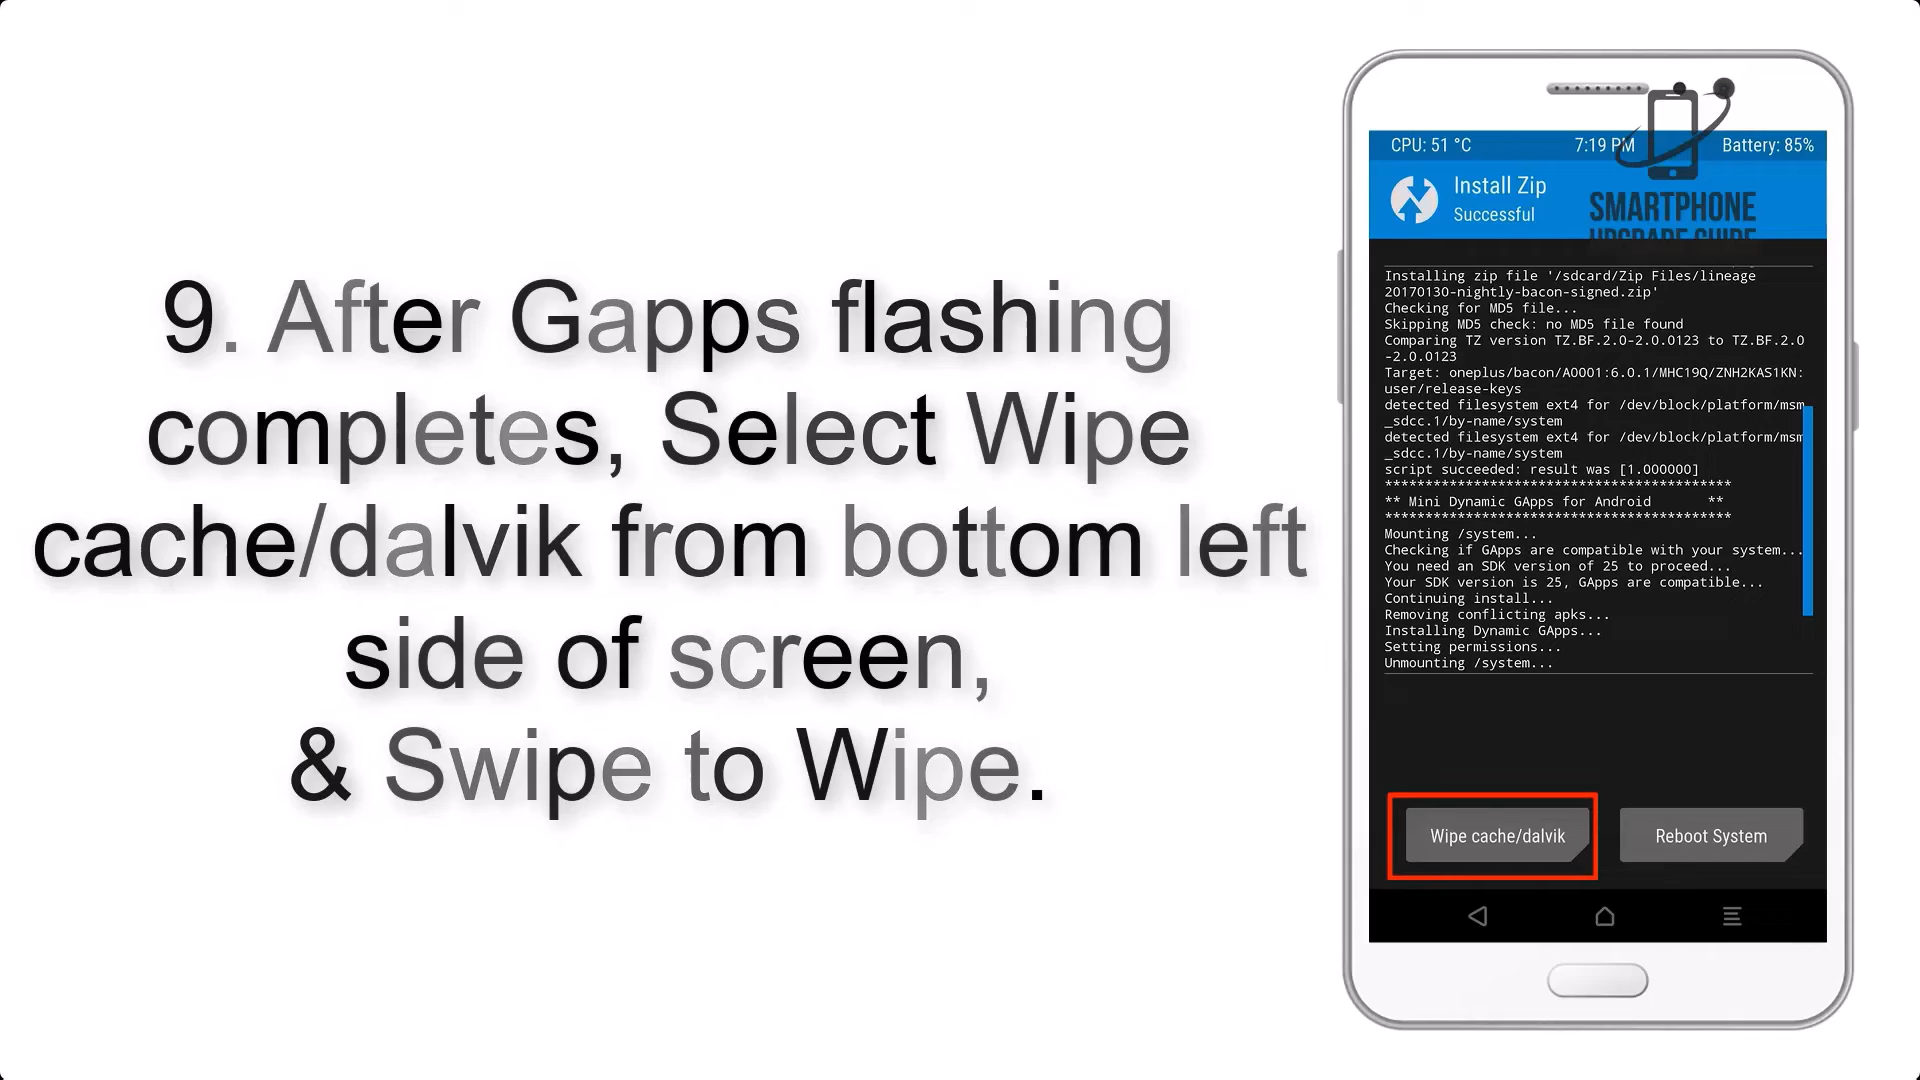 9. After Gapps flashing
completes, Select Wipe
cache/dalvik from bottom left
side of screen,
& Swipe to Wipe.
CPU: 51 °C 7:19 PM Battery: 85%
Install Zip
Successful
SMARTPHONE
UPGRADE GUIDE
Installing zip file '/sdcard/Zip Files/lineage
20170130-nightly-bacon-signed.zip'
Checking for MD5 file...
Skipping MD5 check: no MD5 file found
Comparing TZ version TZ.BF.2.0-2.0.0123 to TZ.BF.2.0
-2.0.0123
Target: oneplus/bacon/A0001:6.0.1/MHC19Q/ZNH2KAS1KN:
user/release-keys
detected filesystem ext4 for /dev/block/platform/msm
_sdcc.1/by-name/system
detected filesystem ext4 for /dev/block/platform/msm
_sdcc.1/by-name/system
script succeeded: result was [1.000000]
*******************************************
** Mini Dynamic GApps for Android **
*******************************************
Mounting /system...
Checking if GApps are compatible with your system...
You need an SDK version of 25 to proceed...
Your SDK version is 25, GApps are compatible...
Continuing install...
Removing conflicting apks...
Installing Dynamic GApps...
Setting permissions...
Unmounting /system...
Wipe cache/dalvik Reboot System